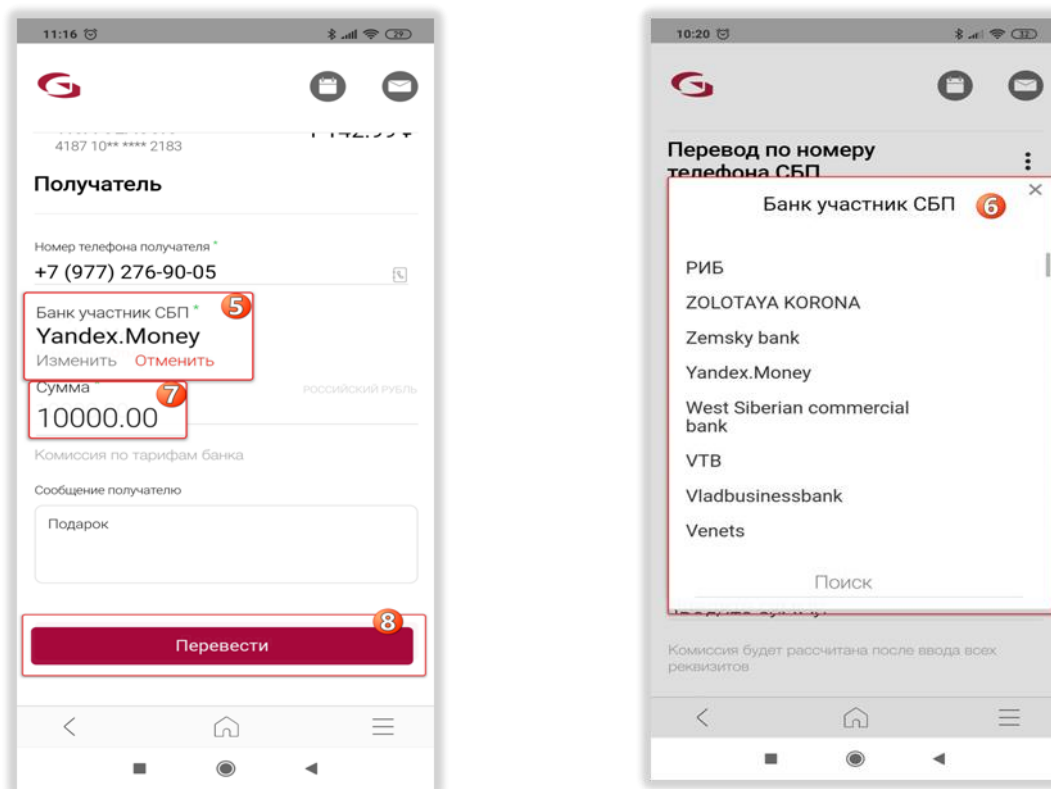 11:16
29
4187 10** **** 2183
Получатель
Номер телефона получателя *
+7 (977) 276-90-05
Банк участник СБП *
5
Yandex.Money
Изменить Отменить
Сумма *
7
РОССИЙСКИЙ РУБЛЬ
10000.00
Комиссия по тарифам банка
Сообщение получателю
Подарок
8
Перевести
10:20
32
Перевод по номеру
телефона СБП
Банк участник СБП
6
РИБ
ZOLOTAYA KORONA
Zemsky bank
Yandex.Money
West Siberian commercial
bank
VTB
Vladbusinessbank
Venets
Поиск
Комиссия будет рассчитана после ввода всех
реквизитов